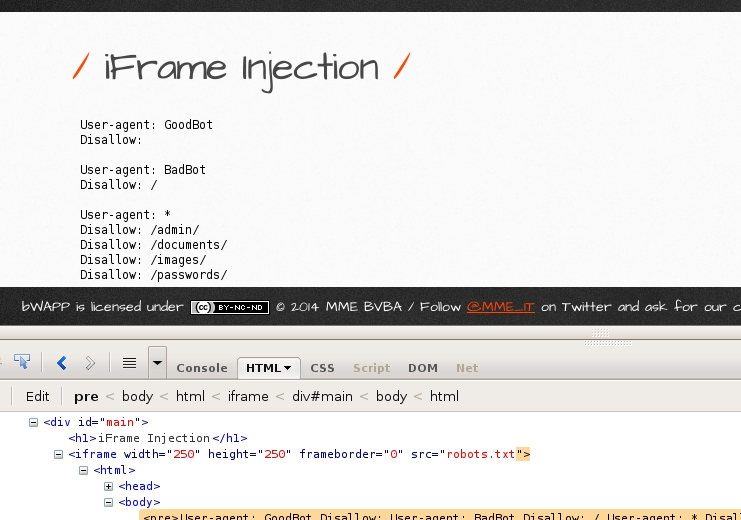 / iFrame Injection /
User-agent: GoodBot
Disallow:
User-agent: BadBot
Disallow: /
User-agent: *
Disallow: /admin/
Disallow: /documents/
Disallow: /images/
Disallow: /passwords/
bWAPP is licensed under cc BY-NC-ND © 2014 MME BVBA / Follow @MME_IT on Twitter and ask for our c
Console HTML CSS Script DOM Net
Edit pre < body < html < iframe < div#main < body < html
<div id="main">
<h1>iFrame Injection</h1>
<iframe width="250" height="250" frameborder="0" src="robots.txt">
<html>
<head>
<body>
<pre>User-agent: GoodBot Disallow: User-agent: BadBot Disallow: / User-agent: * Disall